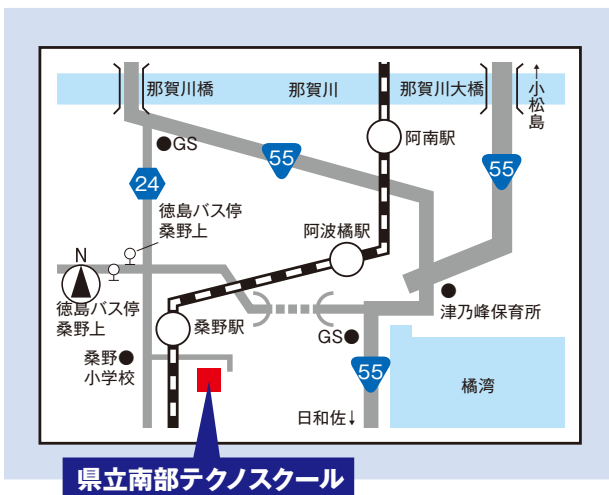 那賀川橋
那賀川
那賀川大橋
↑小松島
GS
55
阿南駅
55
24
徳島バス停
桑野上
阿波橘駅
N
徳島バス停
桑野上
桑野駅
津乃峰保育所
GS
桑野
小学校
55
橘湾
日和佐↓
県立南部テクノスクール